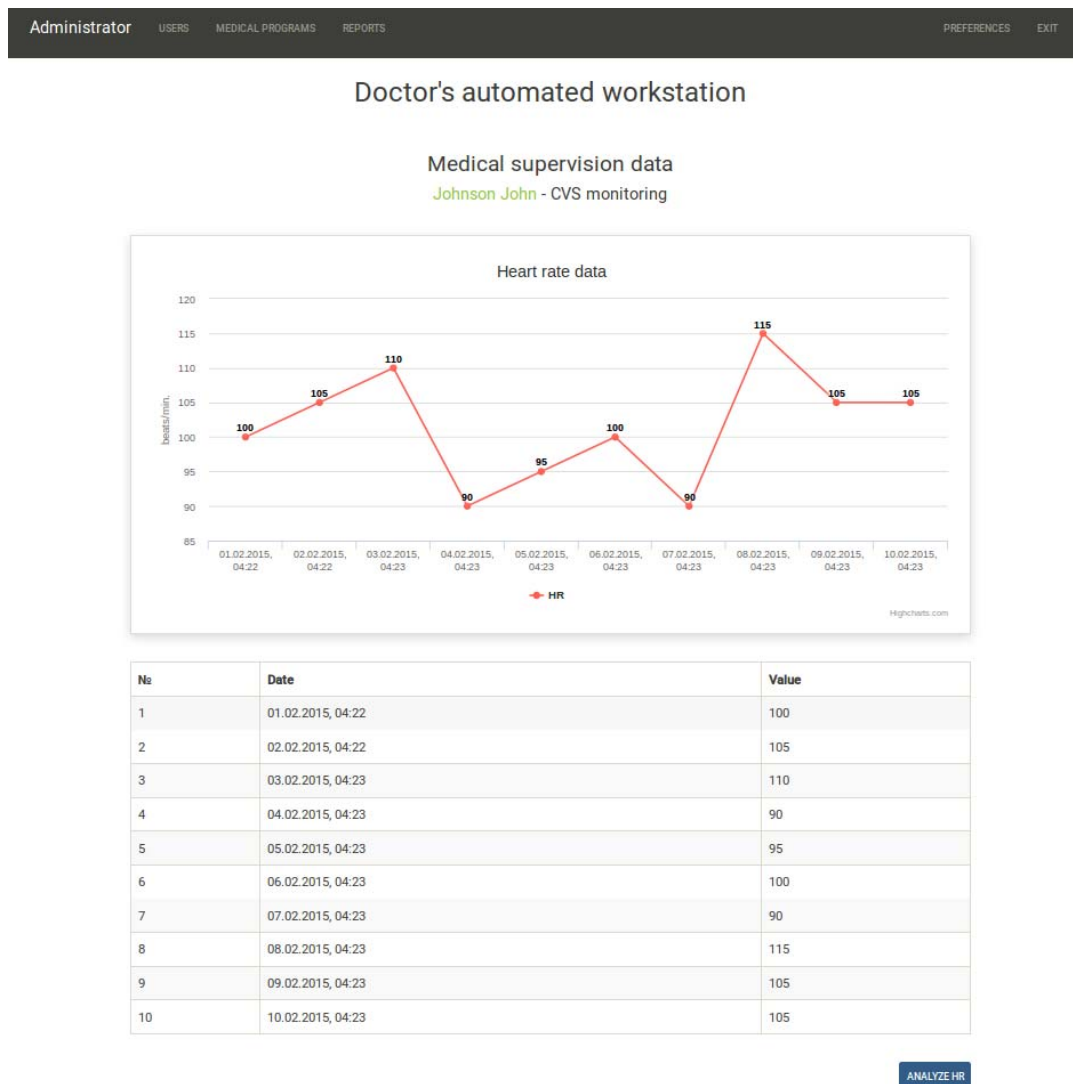 Administrator USERS MEDICAL PROGRAMS REPORTS PREFERENCES EXIT
Doctor's automated workstation
Medical supervision data
Johnson John - CVS monitoring
Heart rate data
120
115
110
105
100
95
90
85
beats/min.
100
105
110
90
95
100
90
115
105
105
01.02.2015, 02.02.2015, 03.02.2015, 04.02.2015, 05.02.2015, 06.02.2015, 07.02.2015, 08.02.2015, 09.02.2015, 10.02.2015,
04:22 04:22 04:23 04:23 04:23 04:23 04:23 04:23 04:23 04:23
HR
Highcharts.com
№ Date Value
1 01.02.2015, 04:22 100
2 02.02.2015, 04:22 105
3 03.02.2015, 04:23 110
4 04.02.2015, 04:23 90
5 05.02.2015, 04:23 95
6 06.02.2015, 04:23 100
7 07.02.2015, 04:23 90
8 08.02.2015, 04:23 115
9 09.02.2015, 04:23 105
10 10.02.2015, 04:23 105
ANALYZE HR